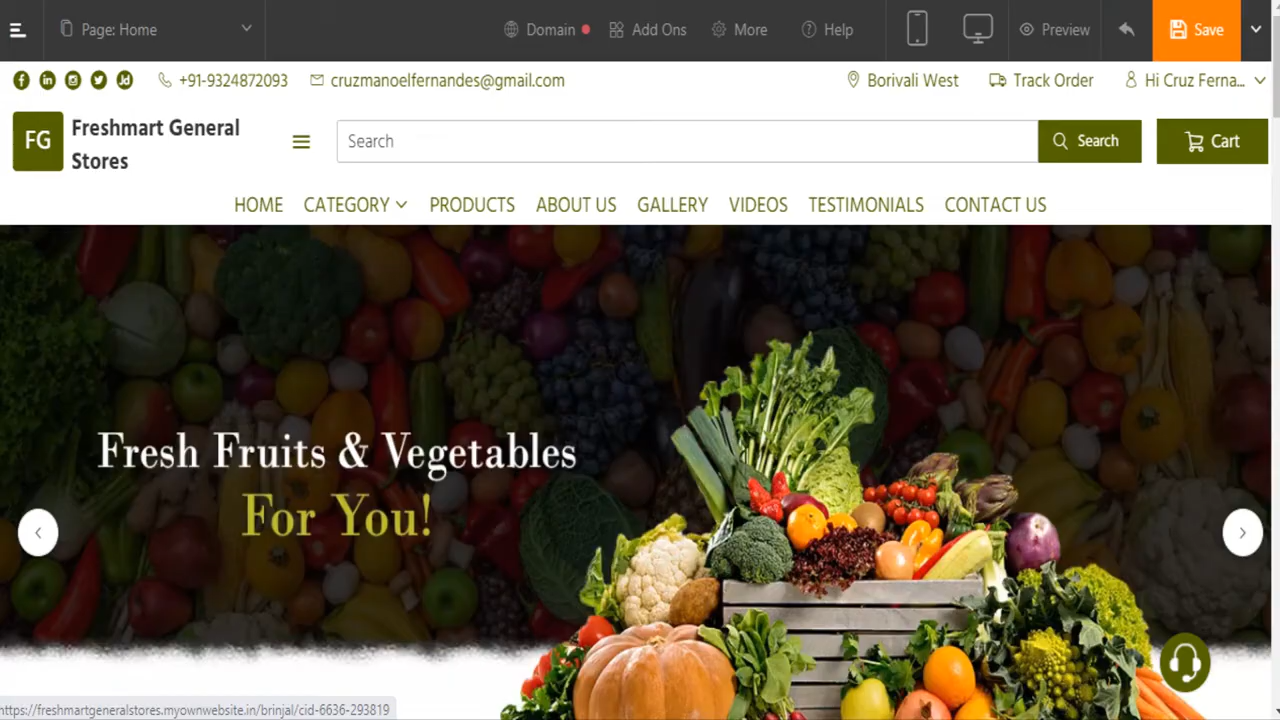 Page: Home
Domain
Add Ons
More
Help
Preview
Save
+91-9324872093
cruzmanoelfernandes@gmail.com
Borivali West
Track Order
Hi Cruz Ferna...
FG
Freshmart General
Stores
Search
Search
Cart
HOME
CATEGORY
PRODUCTS
ABOUT US
GALLERY
VIDEOS
TESTIMONIALS
CONTACT US
Fresh Fruits & Vegetables
For You!
https://freshmartgeneralstores.myownwebsite.in/brinjal/cid-6636-293819